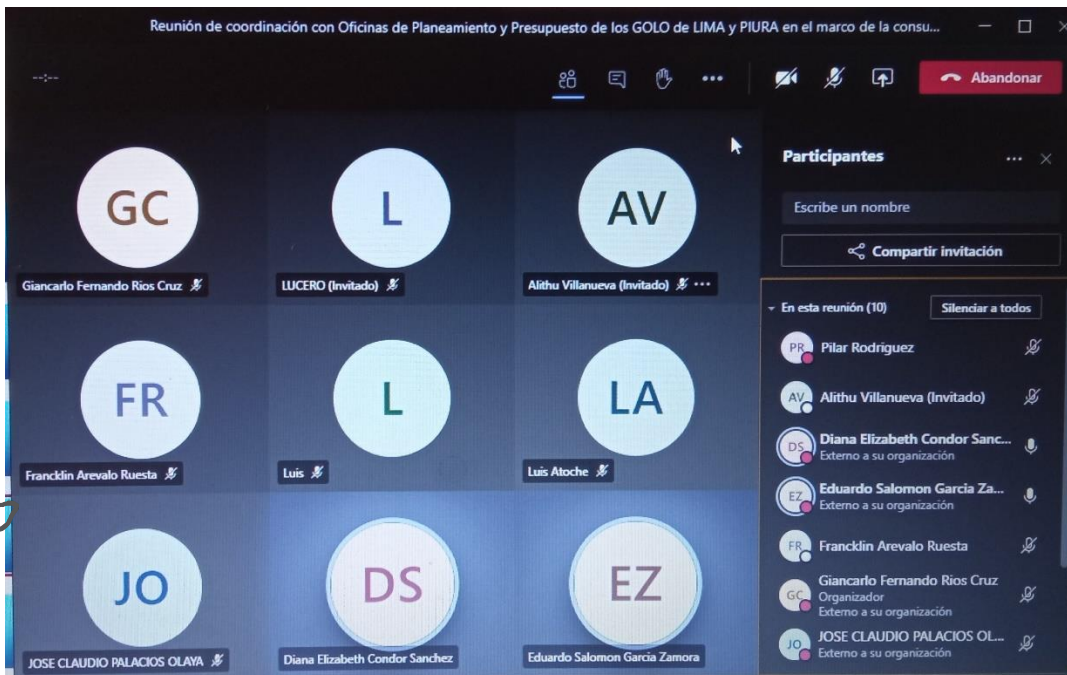 Reunión de coordinación con Oficinas de Planeamiento y Presupuesto de los GOLO de LIMA y PIURA en el marco de la consu...
--:--
Abandonar
GC
Giancarlo Fernando Rios Cruz
L
LUCERO (Invitado)
AV
Alithu Villanueva (Invitado)
FR
Francklin Arevalo Ruesta
L
Luis
LA
Luis Atoche
JO
JOSE CLAUDIO PALACIOS OLAYA
DS
Diana Elizabeth Condor Sanchez
EZ
Eduardo Salomon Garcia Zamora
Participantes
Escribe un nombre
Compartir invitación
En esta reunión (10)
Silenciar a todos
PR Pilar Rodriguez
AV Alithu Villanueva (Invitado)
DS Diana Elizabeth Condor Sanc...
Externo a su organización
EZ Eduardo Salomon Garcia Za...
Externo a su organización
FR Francklin Arevalo Ruesta
GC Giancarlo Fernando Rios Cruz
Organizador
Externo a su organización
JO JOSE CLAUDIO PALACIOS OL...
Externo a su organización